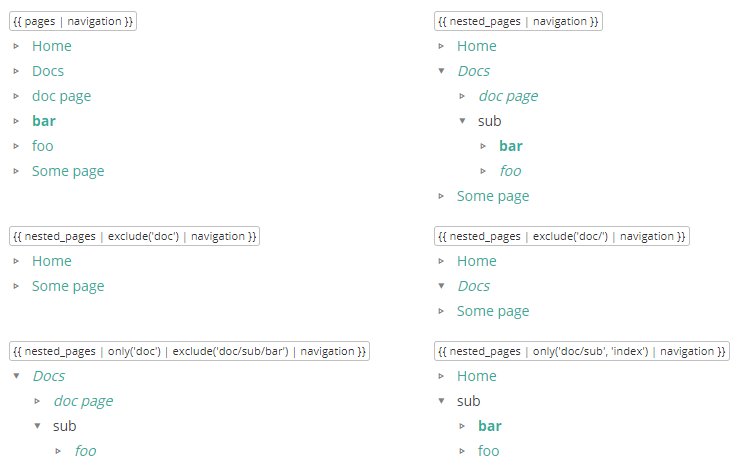 {{ pages | navigation }}
Home
Docs
doc page
bar
foo
Some page
{{ nested_pages | navigation }}
Home
Docs
doc page
sub
bar
foo
Some page
{{ nested_pages | exclude('doc') | navigation }}
Home
Some page
{{ nested_pages | exclude('doc/') | navigation }}
Home
Docs
Some page
{{ nested_pages | only('doc') | exclude('doc/sub/bar') | navigation }}
Docs
doc page
sub
foo
{{ nested_pages | only('doc/sub', 'index') | navigation }}
Home
sub
bar
foo